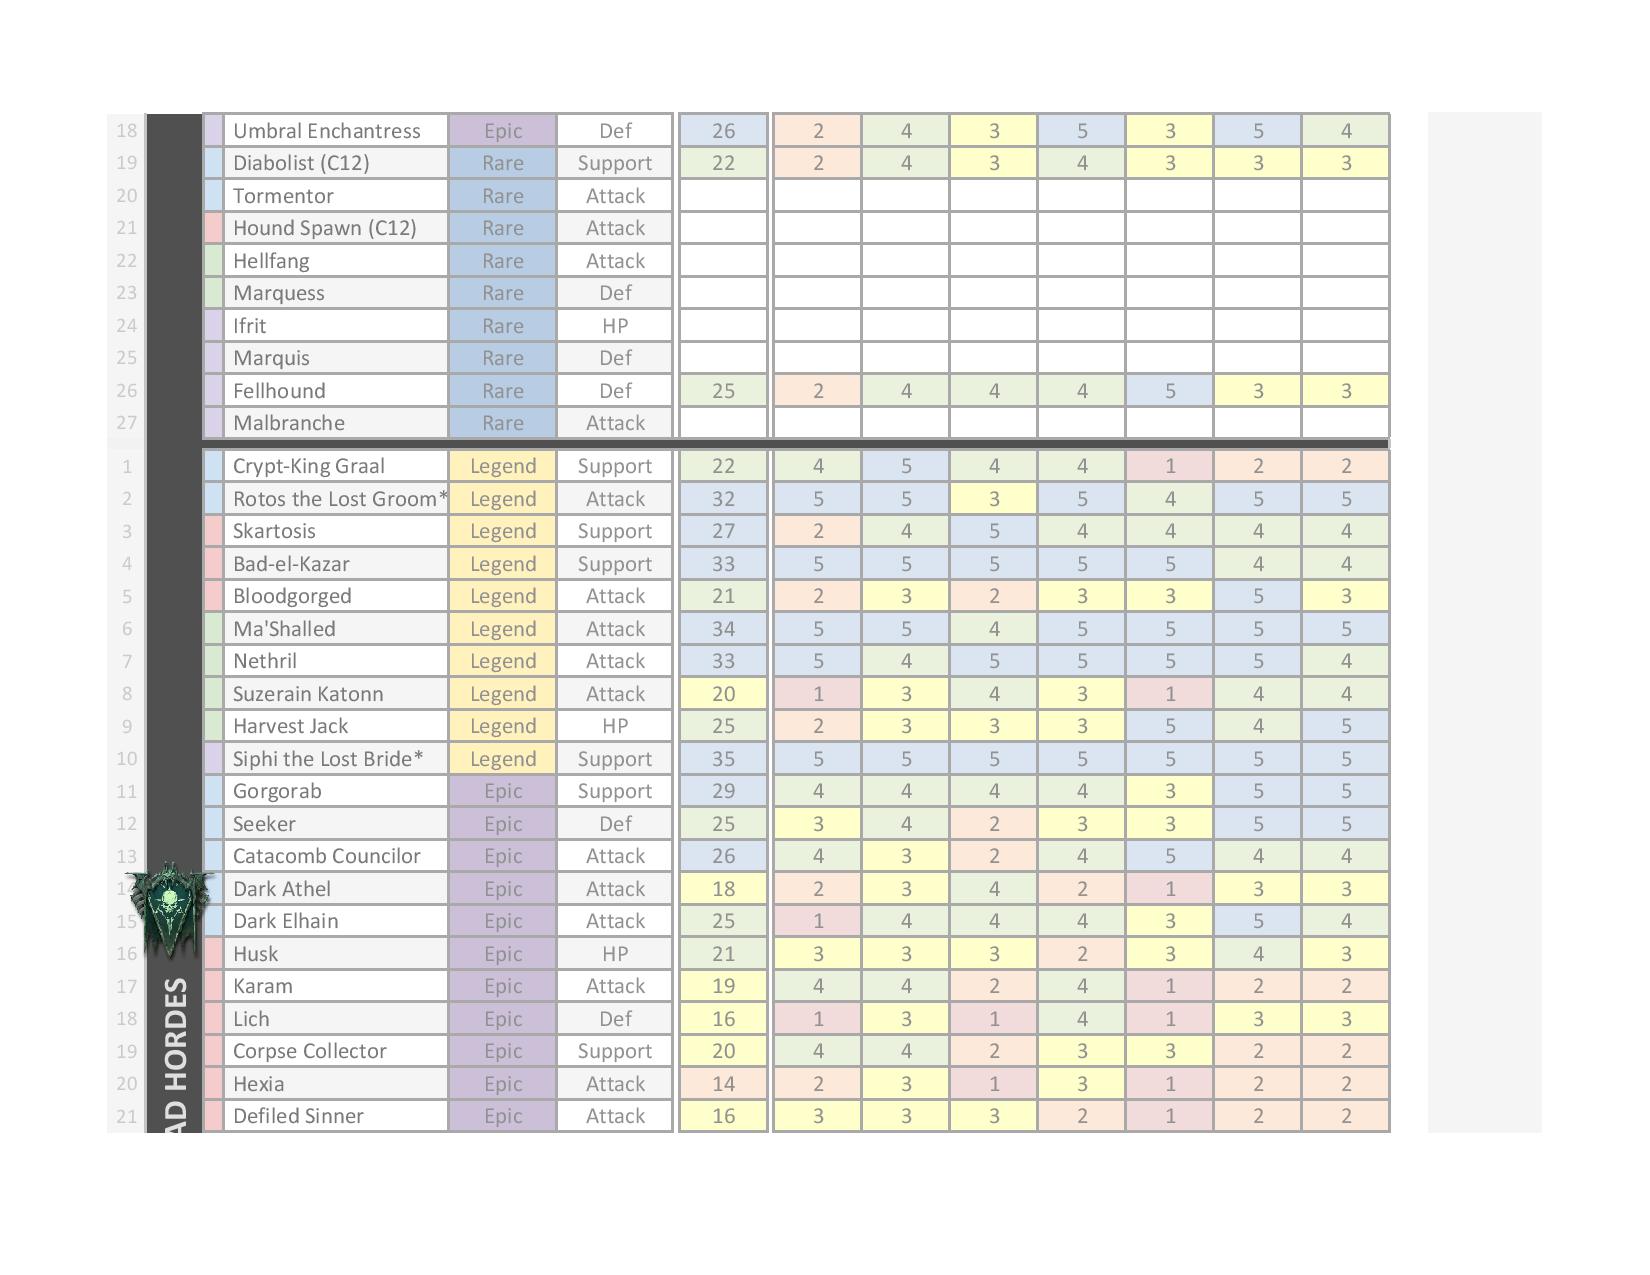 18 Umbral Enchantress Epic Def 26 2 4 3 5 3 5 4
19 Diabolist (C12) Rare Support 22 2 4 3 4 3 3 3
20 Tormentor Rare Attack
21 Hound Spawn (C12) Rare Attack
22 Hellfang Rare Attack
23 Marquess Rare Def
24 Ifrit Rare HP
25 Marquis Rare Def
26 Fellhound Rare Def 25 2 4 4 4 5 3 3
27 Malbranche Rare Attack
1 Crypt-King Graal Legend Support 22 4 5 4 4 1 2 2
2 Rotos the Lost Groom* Legend Attack 32 5 5 3 5 4 5 5
3 Skartosis Legend Support 27 2 4 5 4 4 4 4
4 Bad-el-Kazar Legend Support 33 5 5 5 5 5 4 4
5 Bloodgorged Legend Attack 21 2 3 2 3 3 5 3
6 Ma'Shalled Legend Attack 34 5 5 4 5 5 5 5
7 Nethril Legend Attack 33 5 4 5 5 5 5 4
8 Suzerain Katonn Legend Attack 20 1 3 4 3 1 4 4
9 Harvest Jack Legend HP 25 2 3 3 3 5 4 5
10 Siphi the Lost Bride* Legend Support 35 5 5 5 5 5 5 5
11 Gorgorab Epic Support 29 4 4 4 4 3 5 5
12 Seeker Epic Def 25 3 4 2 3 3 5 5
13 Catacomb Councilor Epic Attack 26 4 3 2 4 5 4 4
14 Dark Athel Epic Attack 18 2 3 4 2 1 3 3
15 Dark Elhain Epic Attack 25 1 4 4 4 3 5 4
16 Husk Epic HP 21 3 3 3 2 3 4 3
17 Karam Epic Attack 19 4 4 2 4 1 2 2
18 Lich Epic Def 16 1 3 1 4 1 3 3
19 Corpse Collector Epic Support 20 4 4 2 3 3 2 2
20 Hexia Epic Attack 14 2 3 1 3 1 2 2
21 Defiled Sinner Epic Attack 16 3 3 3 2 1 2 2
AD HORDES